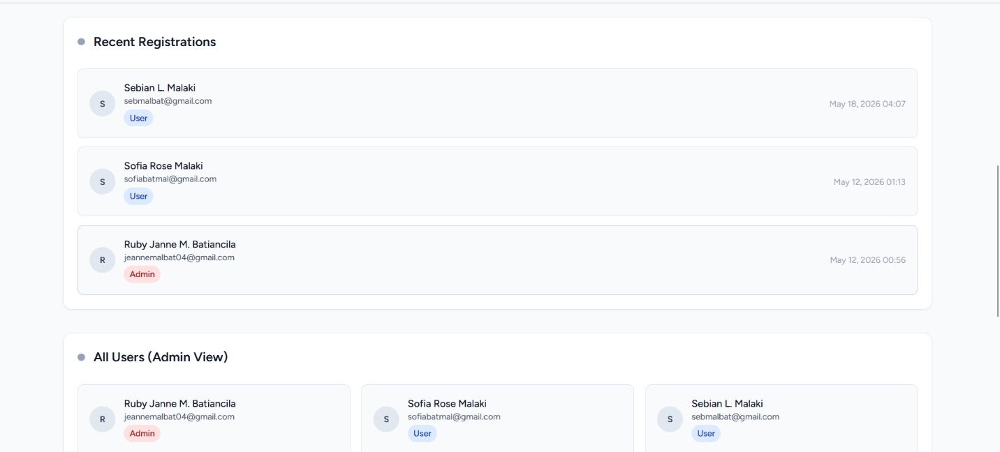 Recent Registrations
S
Sebian L. Malaki
sebmalbat@gmail.com
User
May 18, 2026 04:07
S
Sofia Rose Malaki
sofiabatmal@gmail.com
User
May 12, 2026 01:13
R
Ruby Janne M. Batiancila
jeannemalbat04@gmail.com
Admin
May 12, 2026 00:56
All Users (Admin View)
R
Ruby Janne M. Batiancila
jeannemalbat04@gmail.com
Admin
S
Sofia Rose Malaki
sofiabatmal@gmail.com
User
S
Sebian L. Malaki
sebmalbat@gmail.com
User